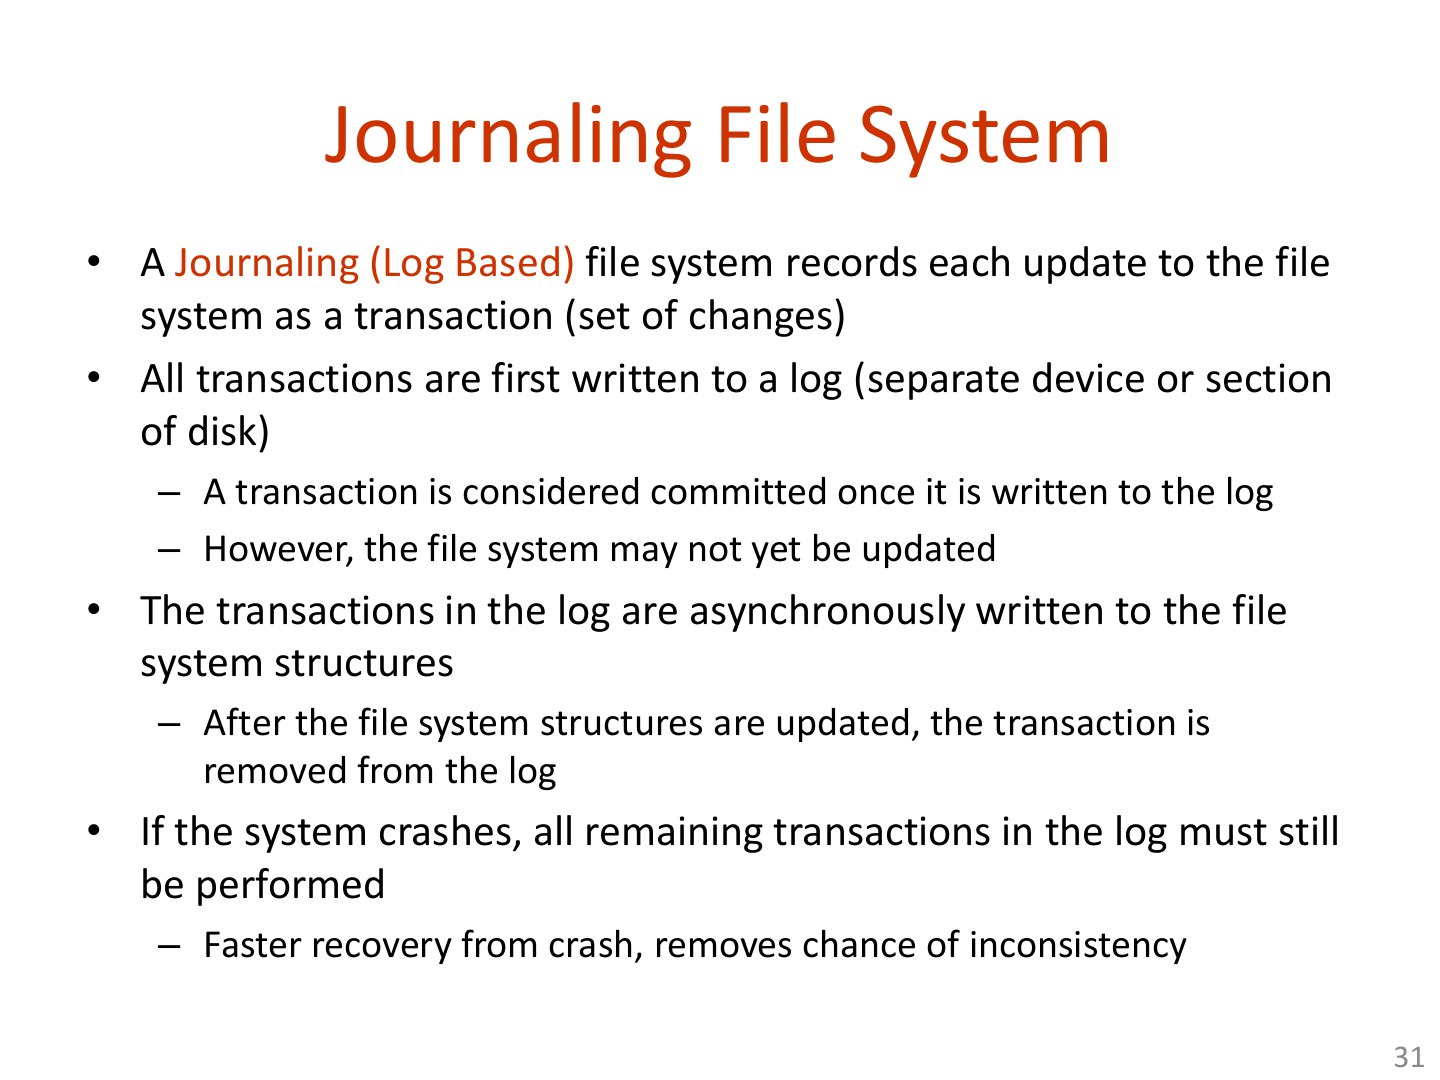 Journaling File System
• A Journaling (Log Based) file system records each update to the file
system as a transaction (set of changes)
• All transactions are first written to a log (separate device or section
of disk)
– A transaction is considered committed once it is written to the log
– However, the file system may not yet be updated
• The transactions in the log are asynchronously written to the file
system structures
– After the file system structures are updated, the transaction is
removed from the log
• If the system crashes, all remaining transactions in the log must still
be performed
– Faster recovery from crash, removes chance of inconsistency
31